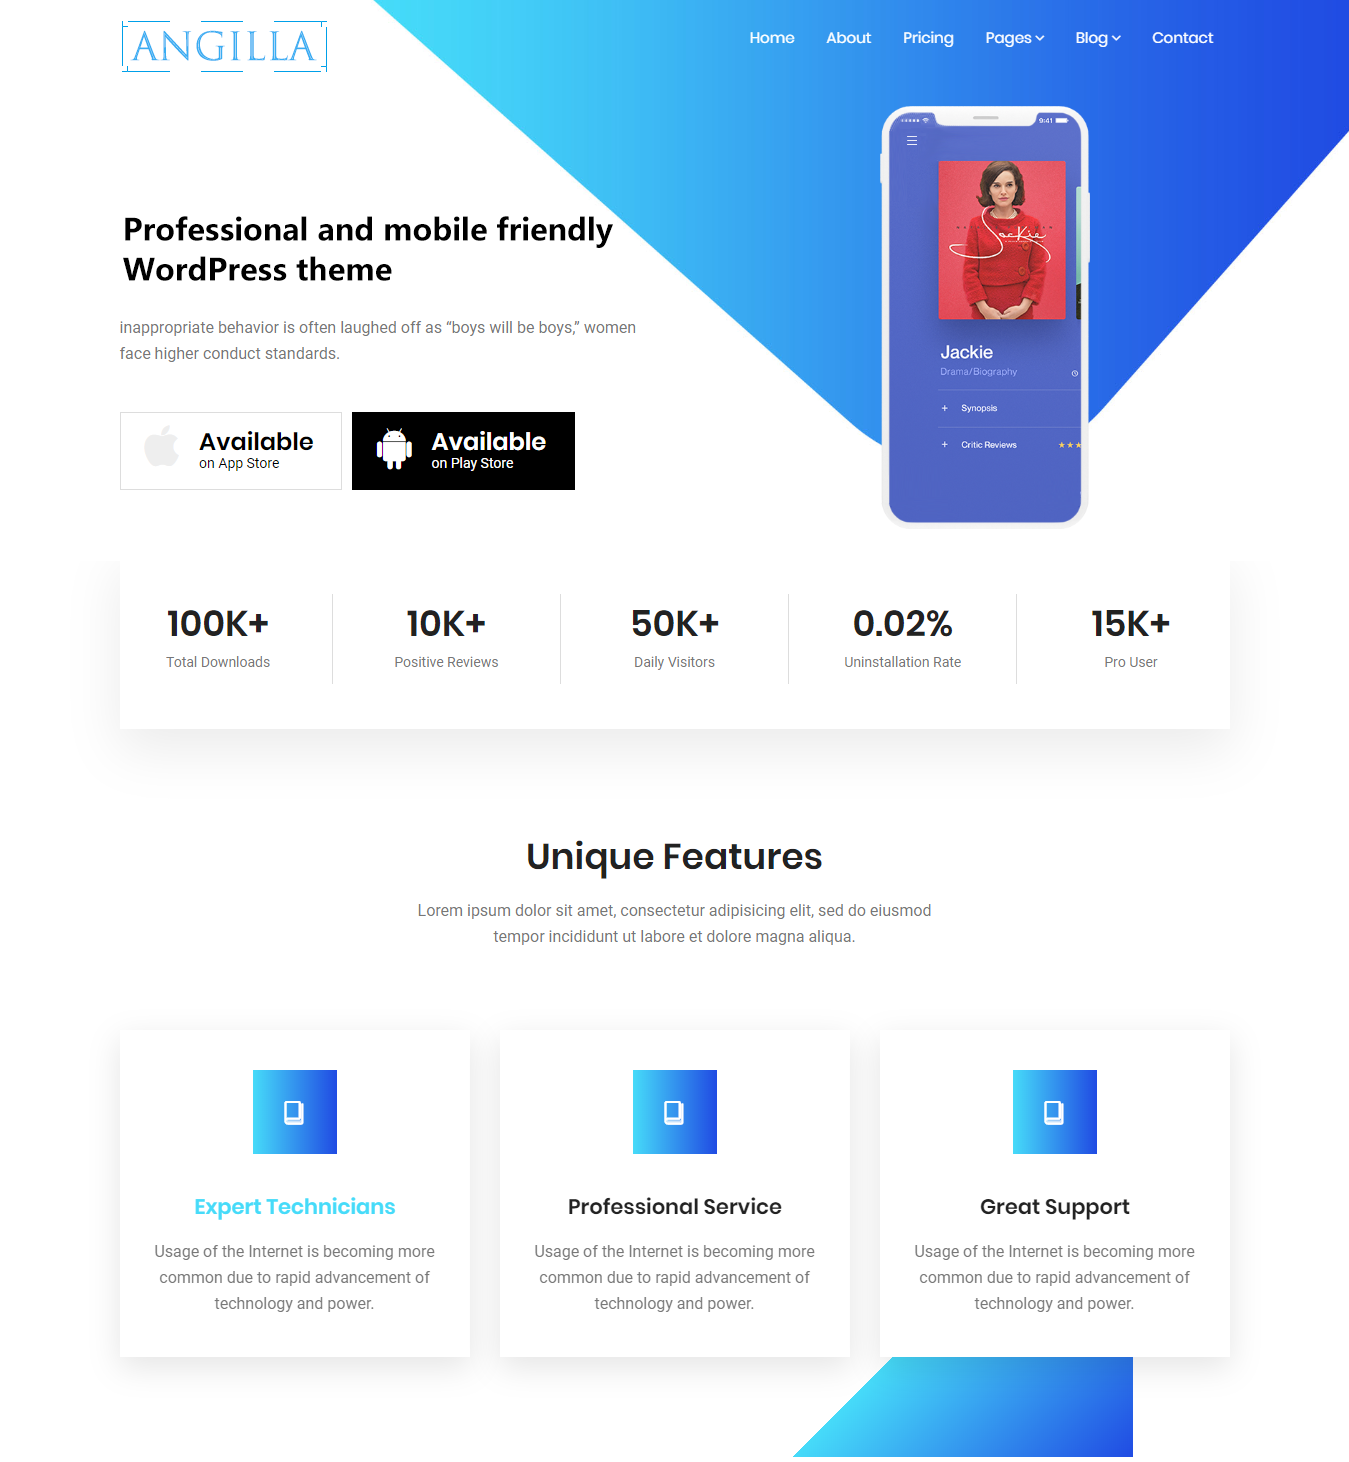 ANGILLA
Home About Pricing Pages Blog Contact
9:41
Jackie
Professional and mobile friendly
WordPress theme
inappropriate behavior is often laughed off as “boys will be boys,” women
face higher conduct standards.
Jackie
Drama/Biography
+ Synopsis
+ Critic Reviews
Available
on App Store
Available
on Play Store
100K+
Total Downloads
10K+
Positive Reviews
50K+
Daily Visitors
0.02%
Uninstallation Rate
15K+
Pro User
Unique Features
Lorem ipsum dolor sit amet, consectetur adipisicing elit, sed do eiusmod
tempor incididunt ut labore et dolore magna aliqua.
Expert Technicians
Usage of the Internet is becoming more
common due to rapid advancement of
technology and power.
Professional Service
Usage of the Internet is becoming more
common due to rapid advancement of
technology and power.
Great Support
Usage of the Internet is becoming more
common due to rapid advancement of
technology and power.